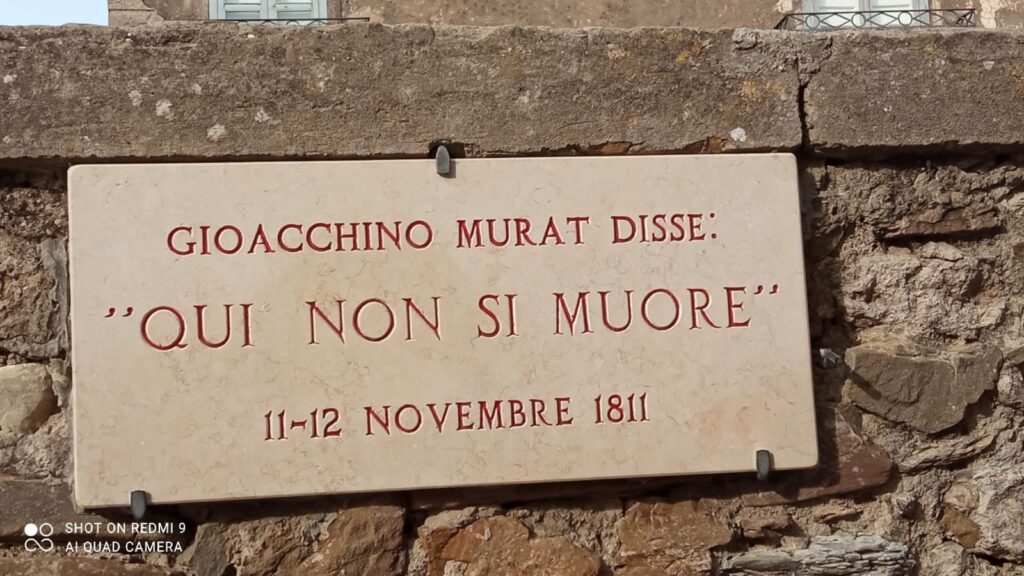 GIOACCHINO MURAT DISSE:
"QUI NON SI MUORE"
11-12 NOVEMBRE 1811
SHOT ON REDMI 9
AI QUAD CAMERA